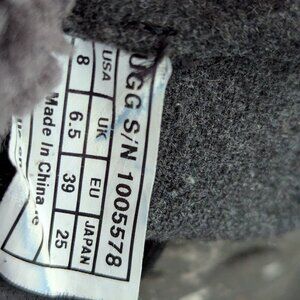 UGG S/N 1005578
USA UK EU JAPAN
8 6.5 39 25
Made In China